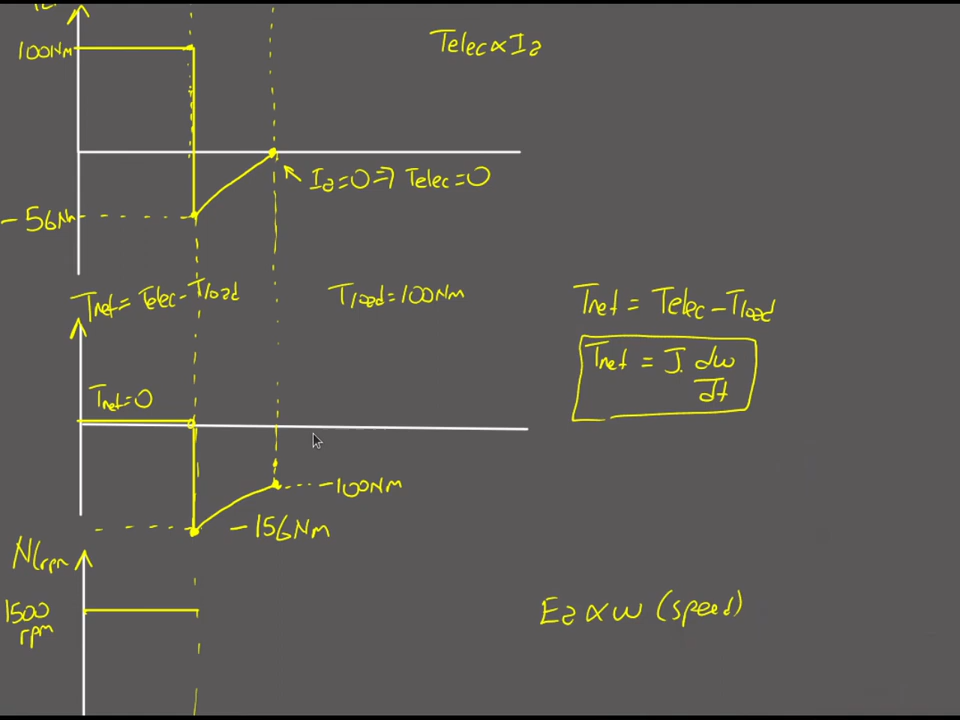 100Nm
Telec ∝ Ia
Ia=0 ⇒ Telec=0
-56Nm
Tnet = Telec - Tload
Tload=100Nm
Tnet = Telec - Tload
Tnet = J. dw
dt
Tnet=0
-100Nm
-156Nm
N(rpm
1500
rpm
Ea ∝ w (speed)